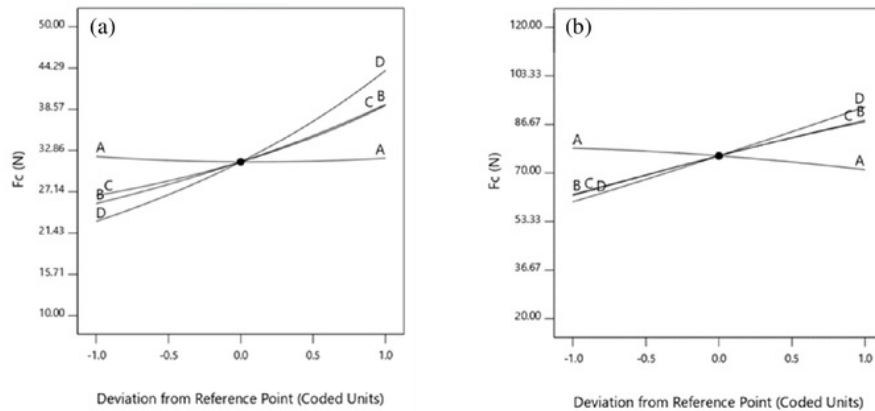 (a)
50.00
44.29
38.57
32.86
27.14
21.43
15.71
10.00
Fc (N)
A
C
B
D
D
C B
A
-1.0 -0.5 0.0 0.5 1.0
Deviation from Reference Point (Coded Units)
(b)
120.00
103.33
86.67
70.00
53.33
36.67
20.00
Fc (N)
A
B C D
D
C B
A
-1.0 -0.5 0.0 0.5 1.0
Deviation from Reference Point (Coded Units)